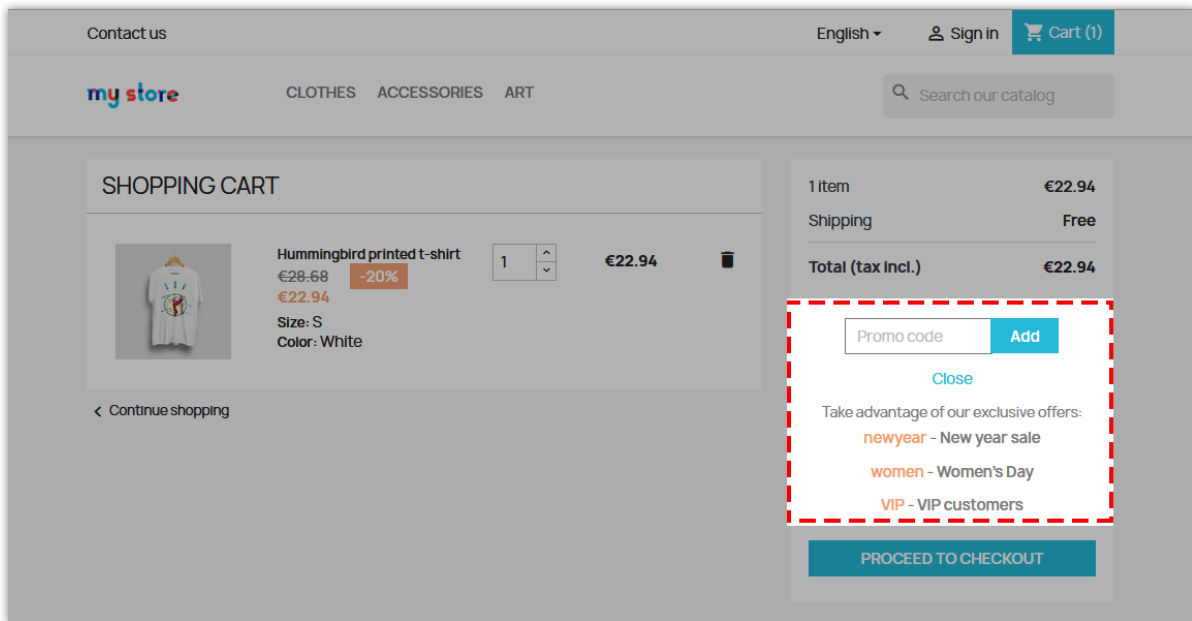 Contact us
English
Sign in
Cart (1)
my store
CLOTHES ACCESSORIES ART
Search our catalog
SHOPPING CART
Hummingbird printed t-shirt
€28.68 -20%
€22.94
Size: S
Color: White
1
€22.94
Continue shopping
1 item €22.94
Shipping Free
Total (tax incl.) €22.94
Promo code Add
Close
Take advantage of our exclusive offers:
newyear - New year sale
women - Women's Day
VIP - VIP customers
PROCEED TO CHECKOUT